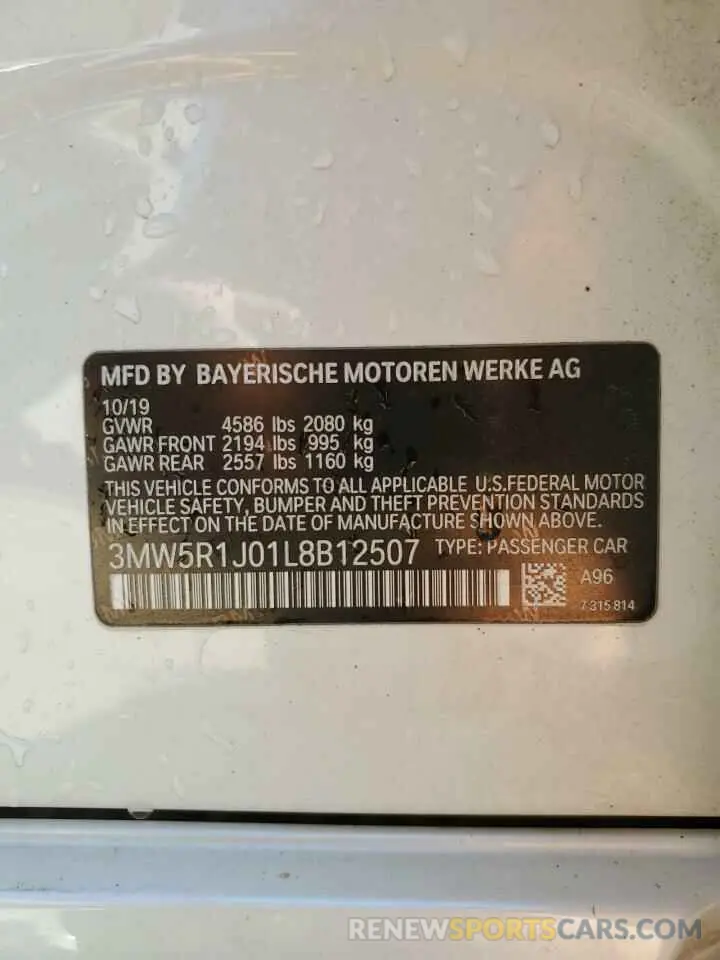 MFD BY BAYERISCHE MOTOREN WERKE AG
10/19
GVWR 4586 lbs 2080 kg
GAWR FRONT 2194 lbs 995 kg
GAWR REAR 2557 lbs 1160 kg
THIS VEHICLE CONFORMS TO ALL APPLICABLE U.S.FEDERAL MOTOR
VEHICLE SAFETY, BUMPER AND THEFT PREVENTION STANDARDS
IN EFFECT ON THE DATE OF MANUFACTURE SHOWN ABOVE.
3MW5R1J01L8B12507 TYPE: PASSENGER CAR
A96
7 315 814
RENEWSPORTSCARS.COM